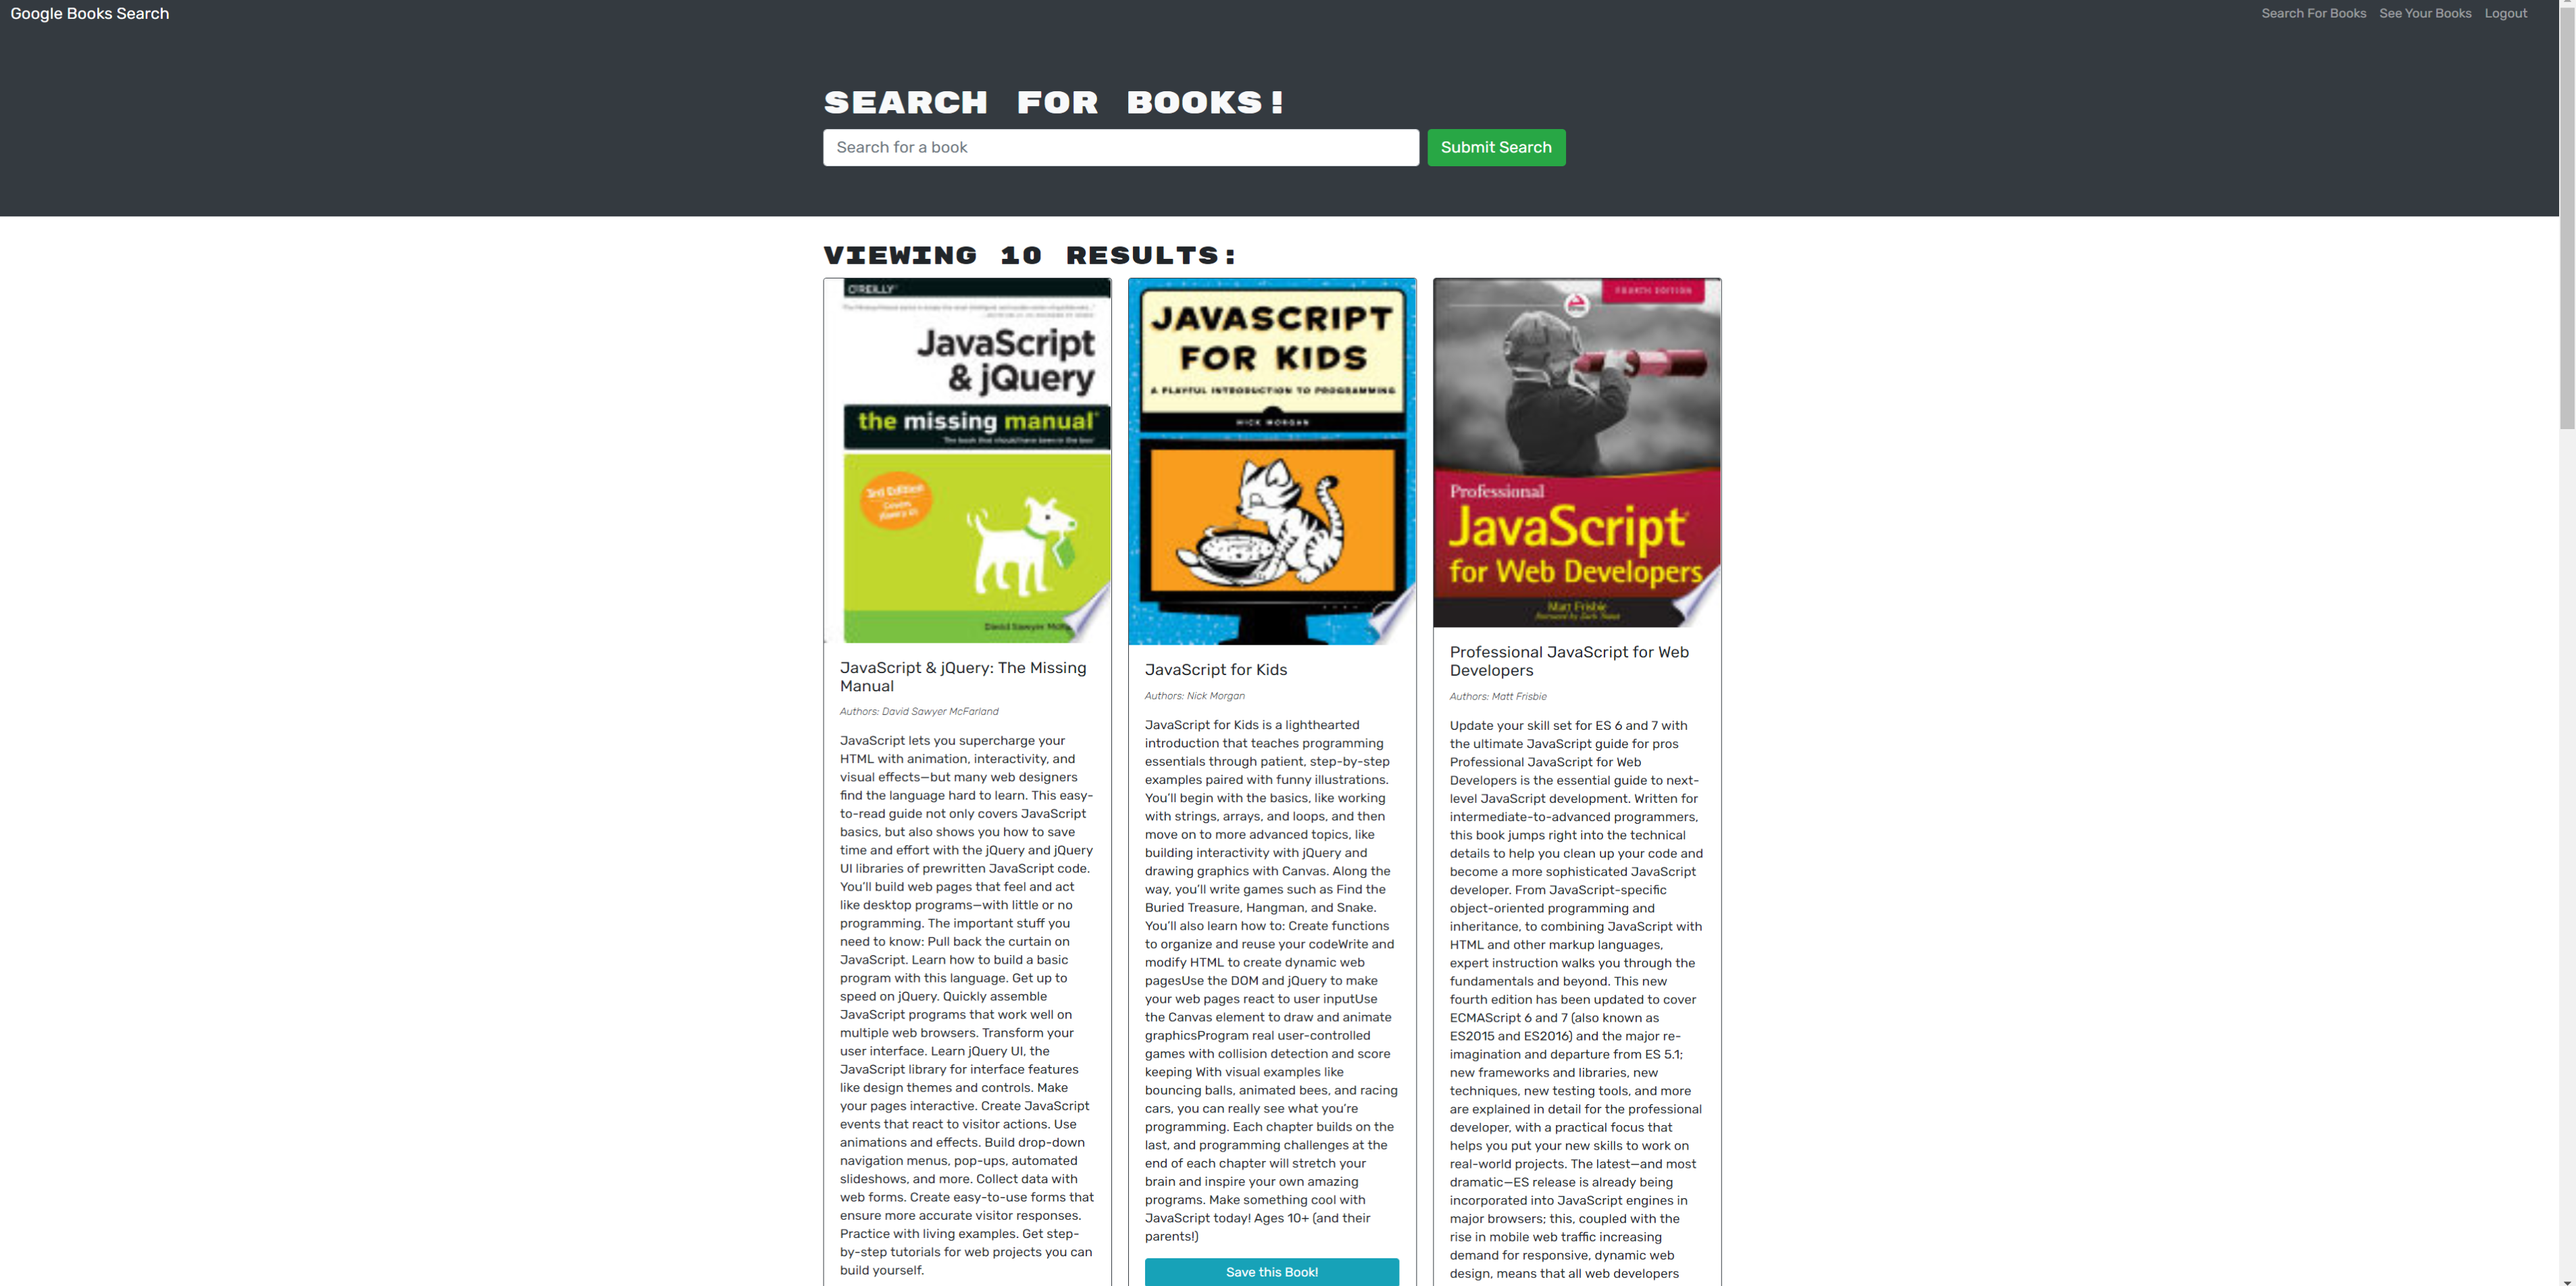 Google Books Search
Search For Books
See Your Books
Logout
SEARCH FOR BOOKS!
Search for a book
Submit Search
VIEWING 10 RESULTS:
O'REILLY
JavaScript
& jQuery
the missing manual
The book that should have been in the box
3rd Edition
Covers
jQuery UI
David Sawyer
JavaScript & jQuery: The Missing
Manual
Authors: David Sawyer McFarland
JavaScript lets you supercharge your
HTML with animation, interactivity, and
visual effects—but many web designers
find the language hard to learn. This easy-
to-read guide not only covers JavaScript
basics, but also shows you how to save
time and effort with the jQuery and jQuery
UI libraries of prewritten JavaScript code.
You'll build web pages that feel and act
like desktop programs—with little or no
programming. The important stuff you
need to know: Pull back the curtain on
JavaScript. Learn how to build a basic
program with this language. Get up to
speed on jQuery. Quickly assemble
JavaScript programs that work well on
multiple web browsers. Transform your
user interface. Learn jQuery UI, the
JavaScript library for interface features
like design themes and controls. Make
your pages interactive. Create JavaScript
events that react to visitor actions. Use
animations and effects. Build drop-down
navigation menus, pop-ups, automated
slideshows, and more. Collect data with
web forms. Create easy-to-use forms that
ensure more accurate visitor responses.
Practice with living examples. Get step-
by-step tutorials for web projects you can
build yourself.
JAVASCRIPT
FOR KIDS
A PLAYFUL INTRODUCTION TO PROGRAMMING
NICK MORGAN
JavaScript for Kids
Authors: Nick Morgan
JavaScript for Kids is a lighthearted
introduction that teaches programming
essentials through patient, step-by-step
examples paired with funny illustrations.
You'll begin with the basics, like working
with strings, arrays, and loops, and then
move on to more advanced topics, like
building interactivity with jQuery and
drawing graphics with Canvas. Along the
way, you'll write games such as Find the
Buried Treasure, Hangman, and Snake.
You'll also learn how to: Create functions
to organize and reuse your codeWrite and
modify HTML to create dynamic web
pagesUse the DOM and jQuery to make
your web pages react to user inputUse
the Canvas element to draw and animate
graphicsProgram real user-controlled
games with collision detection and score
keeping With visual examples like
bouncing balls, animated bees, and racing
cars, you can really see what you're
programming. Each chapter builds on the
last, and programming challenges at the
end of each chapter will stretch your
brain and inspire your own amazing
programs. Make something cool with
JavaScript today! Ages 10+ (and their
parents!)
Save this Book!
FOURTH EDITION
Professional
JavaScript
for Web Developers
Matt Frisbie
Professional JavaScript for Web
Developers
Authors: Matt Frisbie
Update your skill set for ES 6 and 7 with
the ultimate JavaScript guide for pros
Professional JavaScript for Web
Developers is the essential guide to next-
level JavaScript development. Written for
intermediate-to-advanced programmers,
this book jumps right into the technical
details to help you clean up your code and
become a more sophisticated JavaScript
developer. From JavaScript-specific
object-oriented programming and
inheritance, to combining JavaScript with
HTML and other markup languages,
expert instruction walks you through the
fundamentals and beyond. This new
fourth edition has been updated to cover
ECMAScript 6 and 7 (also known as
ES2015 and ES2016) and the major re-
imagination and departure from ES 5.1;
new frameworks and libraries, new
techniques, new testing tools, and more
are explained in detail for the professional
developer, with a practical focus that
helps you put your new skills to work on
real-world projects. The latest—and most
dramatic—ES release is already being
incorporated into JavaScript engines in
major browsers; this, coupled with the
rise in mobile web traffic increasing
demand for responsive, dynamic web
design, means that all web developers